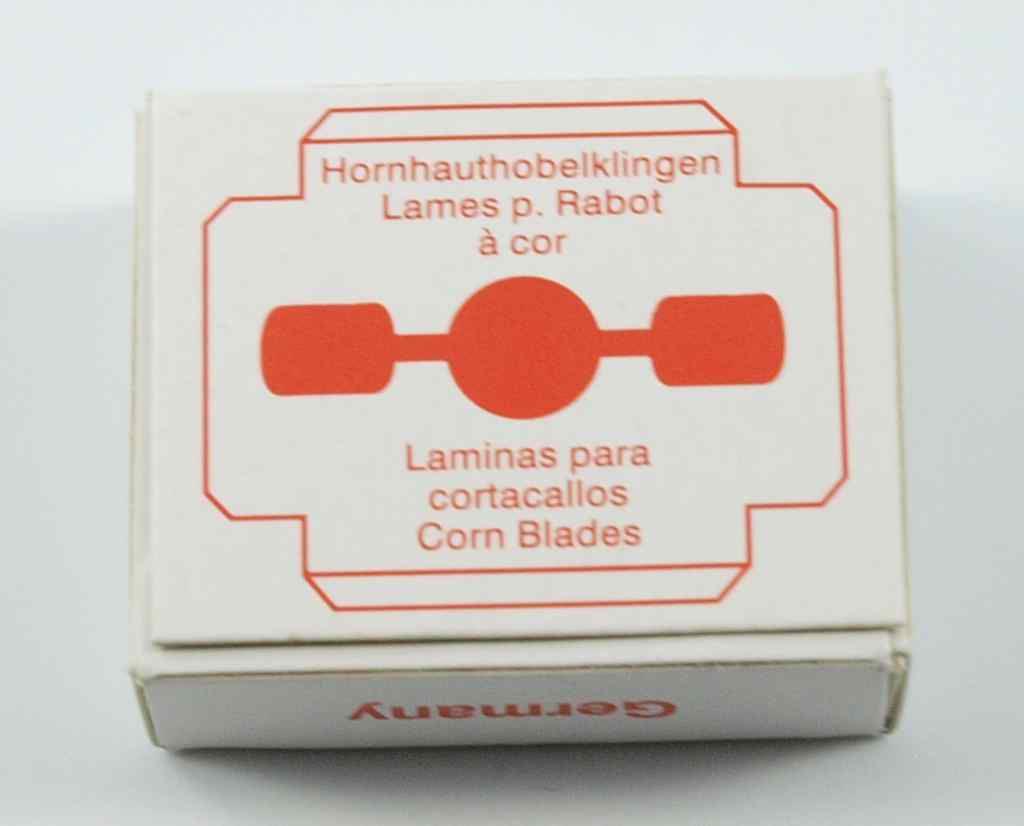 Hornhauthobelklingen
Lames p. Rabot
à cor
Laminas para
cortacallos
Corn Blades
Germany